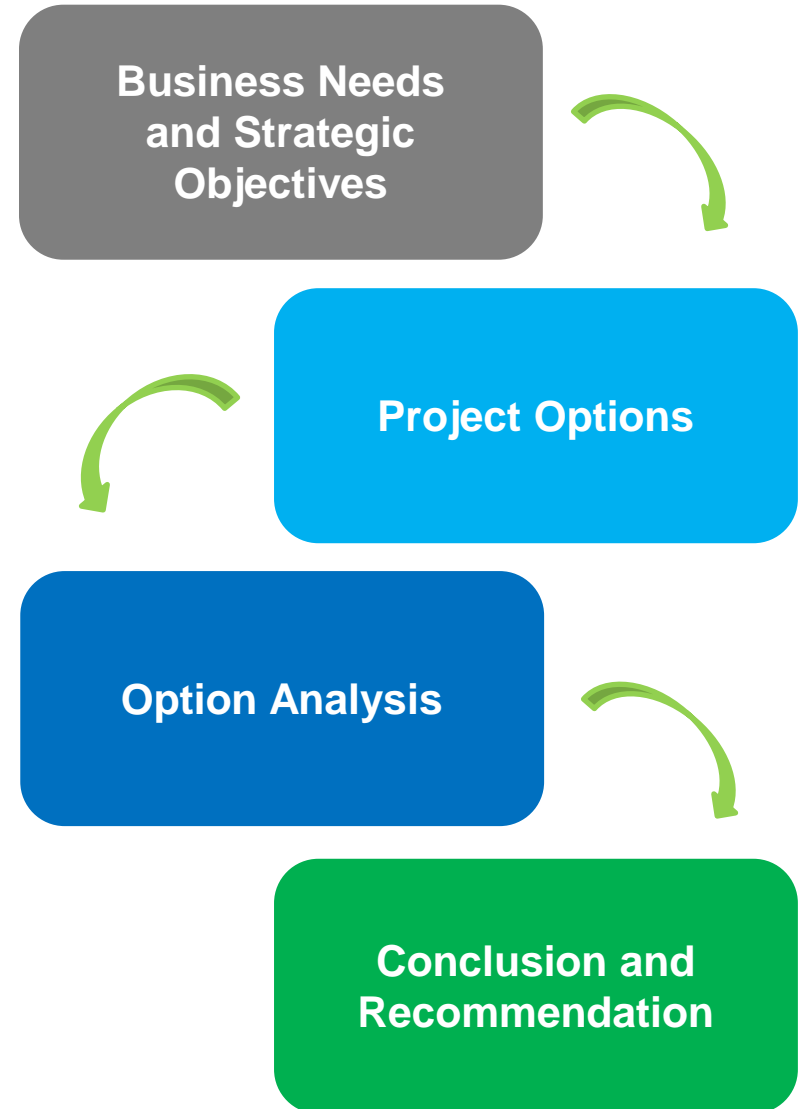 Business Needs
and Strategic
Objectives
Project Options
Option Analysis
Conclusion and
Recommendation